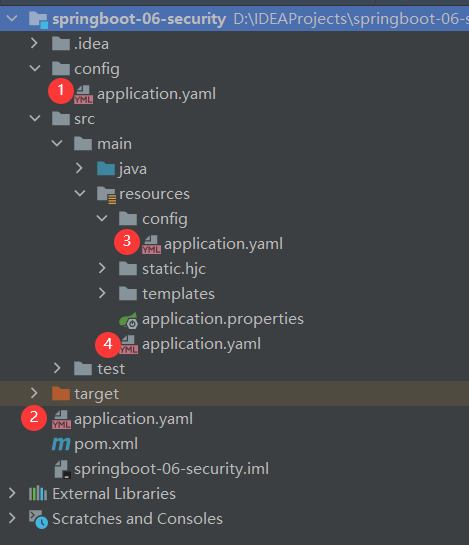 springboot-06-security D:\IDEAProjects\springboot-06-s
.idea
config
1 YML application.yaml
src
main
java
resources
config
3 YML application.yaml
static.hjc
templates
application.properties
4 YML application.yaml
test
target
2 YML application.yaml
m pom.xml
springboot-06-security.iml
External Libraries
Scratches and Consoles